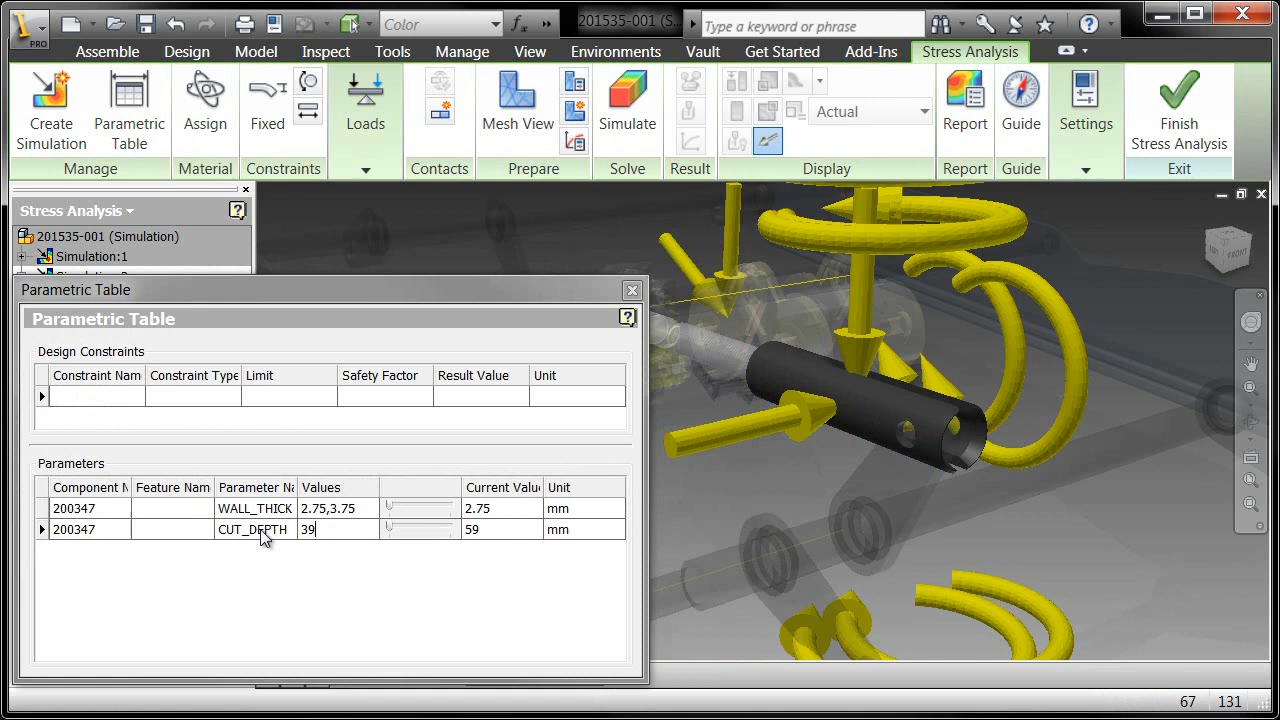 Color
201535-001 (S...
Type a keyword or phrase
PRO
Assembly Design Model Inspect Tools Manage View Environments Vault Get Started Add-Ins Stress Analysis
Create Simulation
Parametric Table
Assign
Fixed
Loads
Mesh View
Simulate
Actual
Report
Guide
Settings
Finish Stress Analysis
Manage Material Constraints Contacts Prepare Solve Result Display Report Guide Exit
Stress Analysis
201535-001 (Simulation)
Simulation:1
FRONT
Parametric Table
Parametric Table
Design Constraints
Constraint Nam Constraint Type Limit Safety Factor Result Value Unit
Parameters
Component N Feature Nam Parameter Na Values Current Valu Unit
200347 WALL_THICK 2.75,3.75 2.75 mm
200347 CUT_DEPTH 39 59 mm
67 131